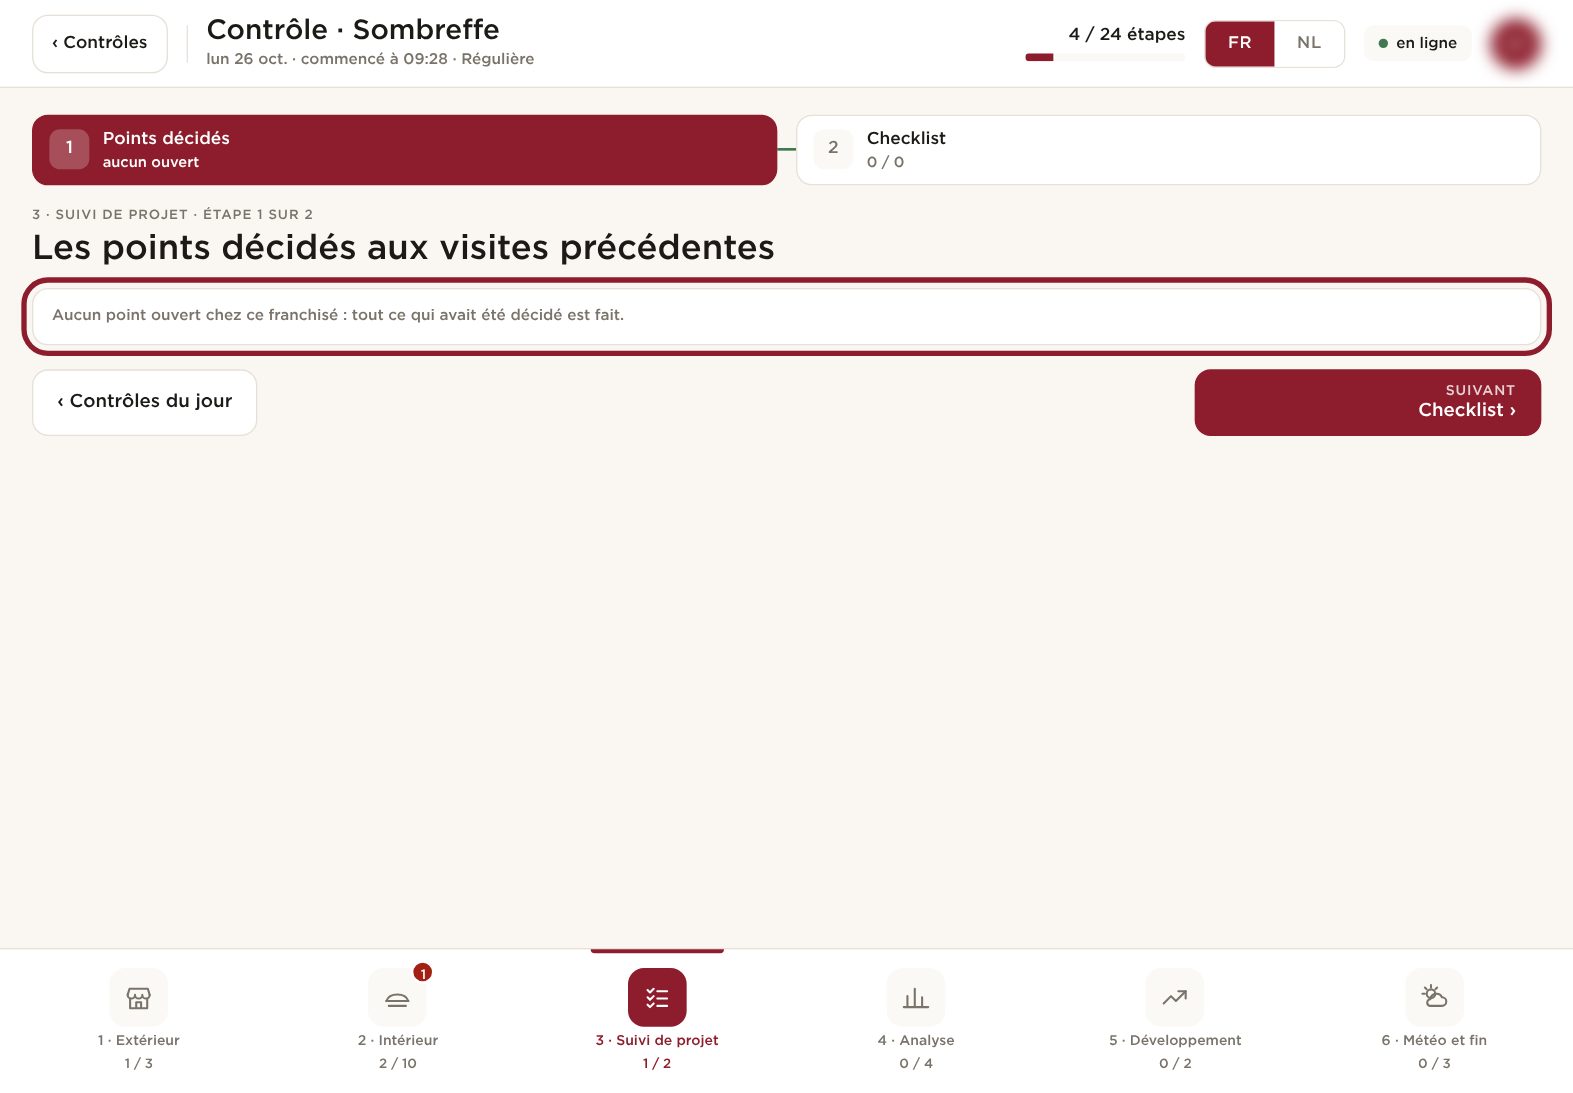 ‹ Contrôles
Contrôle · Sombreffe
lun 26 oct. · commencé à 09:28 · Régulière
4 / 24 étapes
FR
NL
en ligne
1
Points décidés
aucun ouvert
2
Checklist
0 / 0
3 · SUIVI DE PROJET · ÉTAPE 1 SUR 2
Les points décidés aux visites précédentes
Aucun point ouvert chez ce franchisé : tout ce qui avait été décidé est fait.
‹ Contrôles du jour
SUIVANT
Checklist ›
1 · Extérieur
1 / 3
1
2 · Intérieur
2 / 10
3 · Suivi de projet
1 / 2
4 · Analyse
0 / 4
5 · Développement
0 / 2
6 · Météo et fin
0 / 3